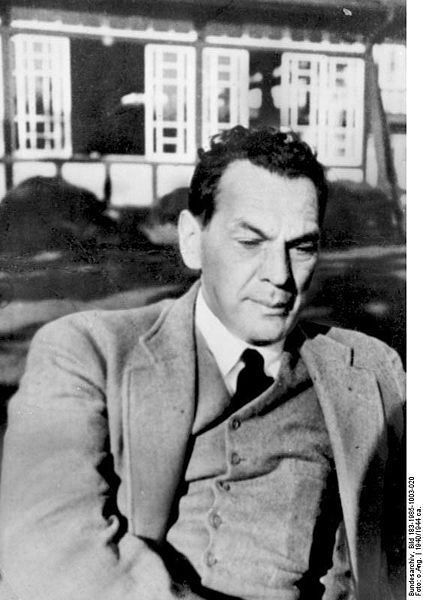 Bundesarchiv, Bild 183-1985-1003-020
Foto: o.Ang. | 1940/1944 ca.